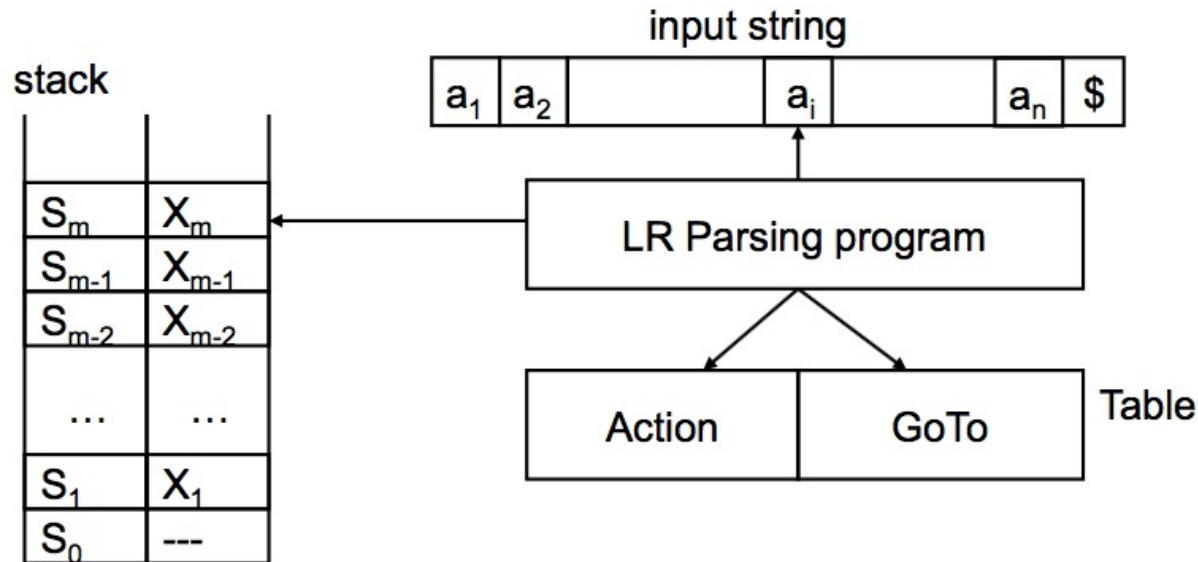 input string
stack
a₁ a₂ aᵢ aₙ $
Sₘ Xₘ
LR Parsing program
Sₘ₋₁ Xₘ₋₁
Sₘ₋₂ Xₘ₋₂
... ...
Action GoTo Table
S₁ X₁
S₀ ---